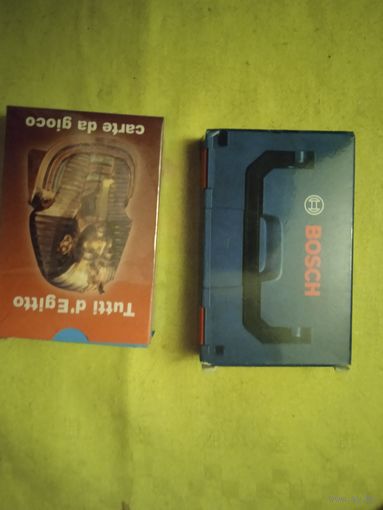 Tutti d'Egitto
carte da gioco
BOSCH